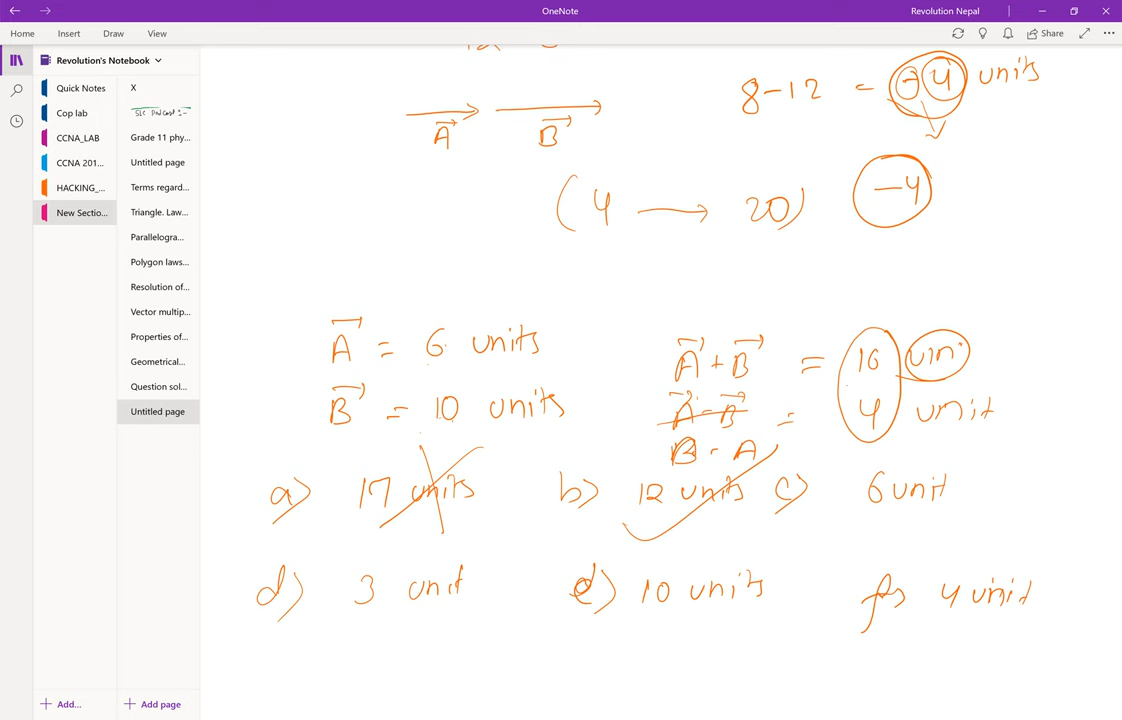 OneNote
Revolution Nepal
Home Insert Draw View
Share
Revolution's Notebook
Quick Notes
Cop lab
CCNA_LAB
CCNA 201...
HACKING_...
New Sectio...
X
SLC
Grade 11 phy...
Untitled page
Terms regard...
Triangle. Law...
Parallelogra...
Polygon laws...
Resolution of...
Vector multip...
Properties of...
Geometrical...
Question sol...
Untitled page
Add...
Add page
8-12 = -4 units
A→ B→
(4 → 20) -4
A→ = 6 units
B→ = 10 units
A→ + B→ = 16 uni
A→ - B→ = 4 unit
B - A
a) 17 units b) 12 units c) 6 unit
d) 3 unit e) 10 units f) 4 unit